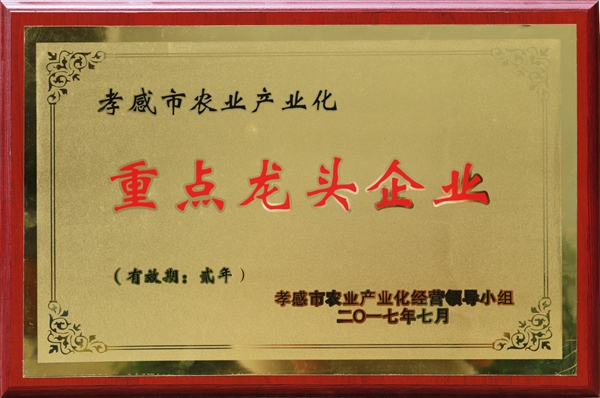 孝感市农业产业化
重点龙头企业
（有效期：贰年）
孝感市农业产业化经营领导小组
二〇一七年七月